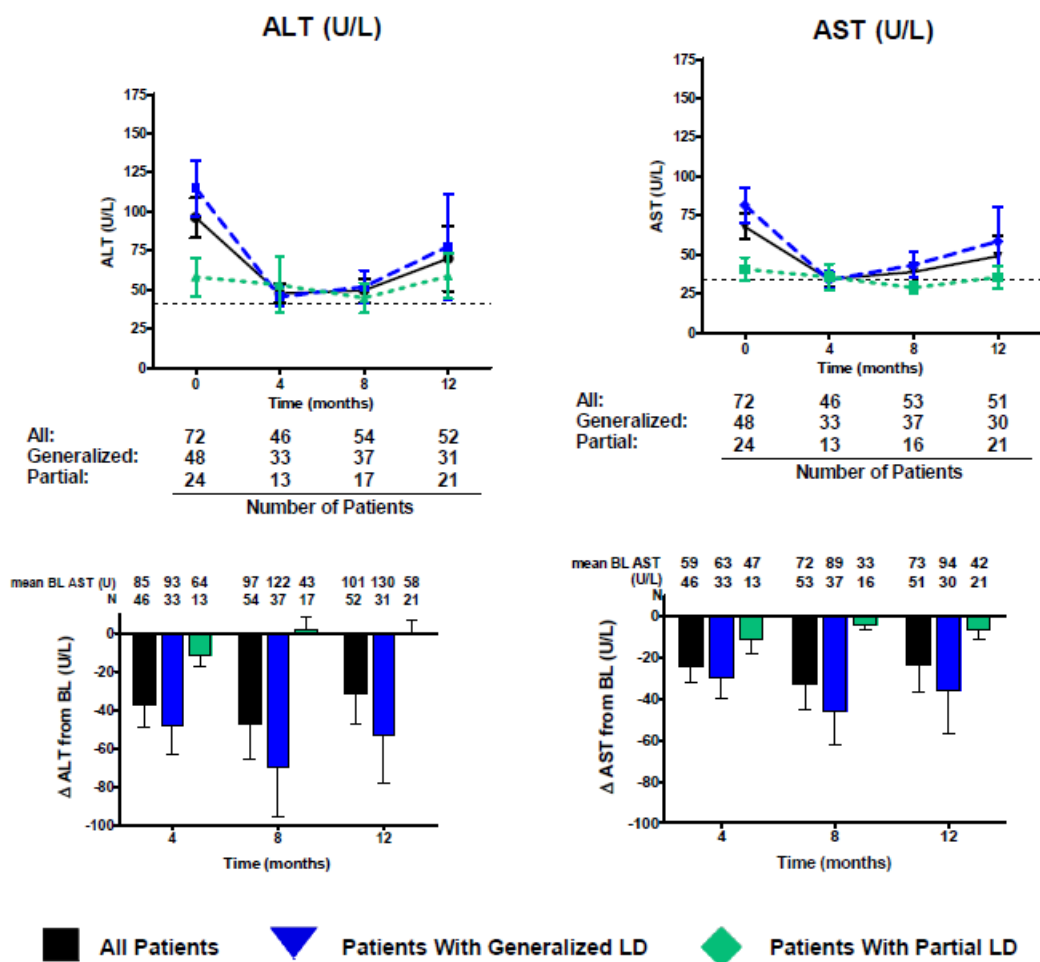 ALT (U/L)
AST (U/L)
175
150
125
100
75
50
25
0
ALT (U/L)
0 4 8 12
Time (months)
175
150
125
100
75
50
25
0
AST (U/L)
0 4 8 12
Time (months)
All: 72 46 54 52
Generalized: 48 33 37 31
Partial: 24 13 17 21
Number of Patients
All: 72 46 53 51
Generalized: 48 33 37 30
Partial: 24 13 16 21
Number of Patients
mean BL AST (U) 85 93 64 97 122 43 101 130 58
N 46 33 13 54 37 17 52 31 21
0
-20
-40
-60
-80
-100
Δ ALT from BL (U/L)
4 8 12
Time (months)
mean BL AST 59 63 47 72 89 33 73 94 42
(U/L) 46 33 13 53 37 16 51 30 21
N
0
-20
-40
-60
-80
-100
Δ AST from BL (U/L)
4 8 12
Time (months)
All Patients
Patients With Generalized LD
Patients With Partial LD